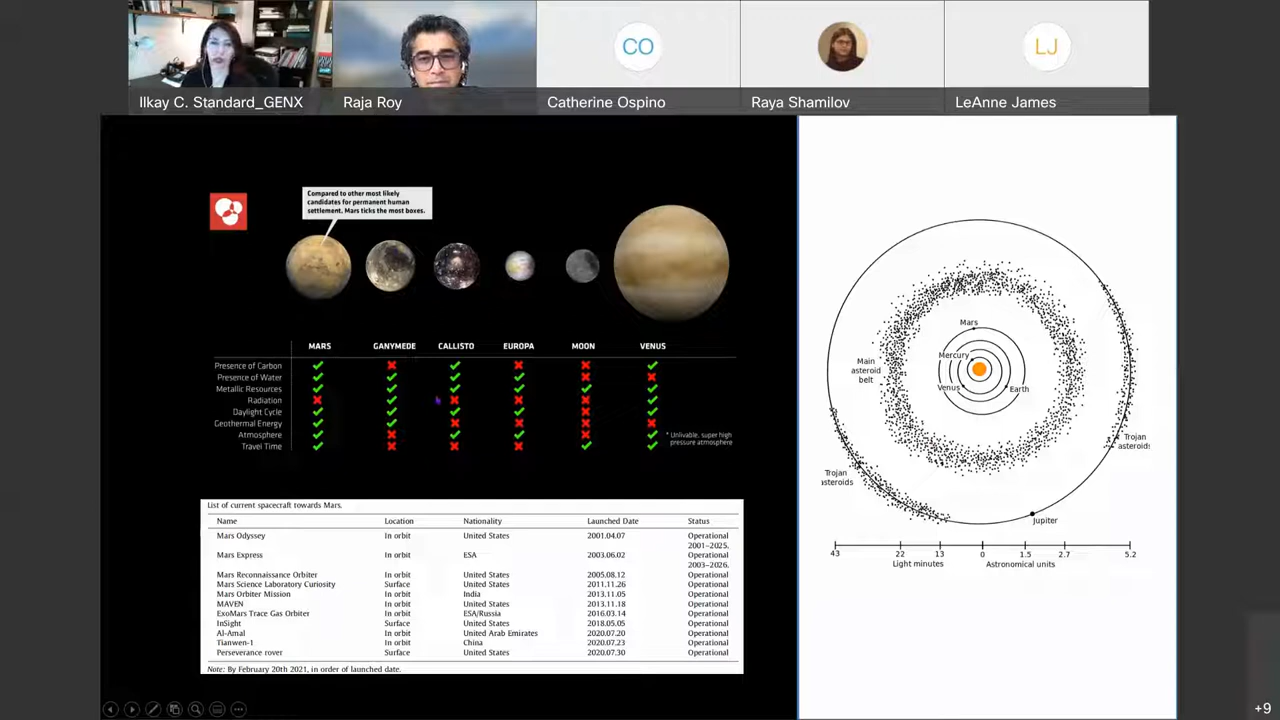 Ilkay C. Standard_GENX
Raja Roy
CO
Catherine Ospino
Raya Shamilov
LJ
LeAnne James
Compared to other most likely
candidates for permanent human
settlement. Mars ticks the most boxes.
MARS GANYMEDE CALLISTO EUROPA MOON VENUS
Presence of Carbon
Presence of Water
Metallic Resources
Radiation
Daylight Cycle
Geothermal Energy
Atmosphere
Travel Time
* Unlivable, super high
pressure atmosphere
List of current spacecraft towards Mars.
Name Location Nationality Launched Date Status
Mars Odyssey In orbit United States 2001.04.07 Operational
2001–2025.
Mars Express In orbit ESA 2003.06.02 Operational
2003–2026.
Mars Reconnaissance Orbiter In orbit United States 2005.08.12 Operational
Mars Science Laboratory Curiosity Surface United States 2011.11.26 Operational
Mars Orbiter Mission In orbit India 2013.11.05 Operational
MAVEN In orbit United States 2013.11.18 Operational
ExoMars Trace Gas Orbiter In orbit ESA/Russia 2016.03.14 Operational
InSight Surface United States 2018.05.05 Operational
Al-Amal In orbit United Arab Emirates 2020.07.20 Operational
Tianwen-1 In orbit China 2020.07.23 Operational
Perseverance rover Surface United States 2020.07.30 Operational
Note: By February 20th 2021, in order of launched date.
Mars
Mercury
Venus
Earth
Main
asteroid
belt
Trojan
asteroids
Trojan
asteroids
Jupiter
43 22 13 0 1.5 2.7 5.2
Light minutes Astronomical units
+9